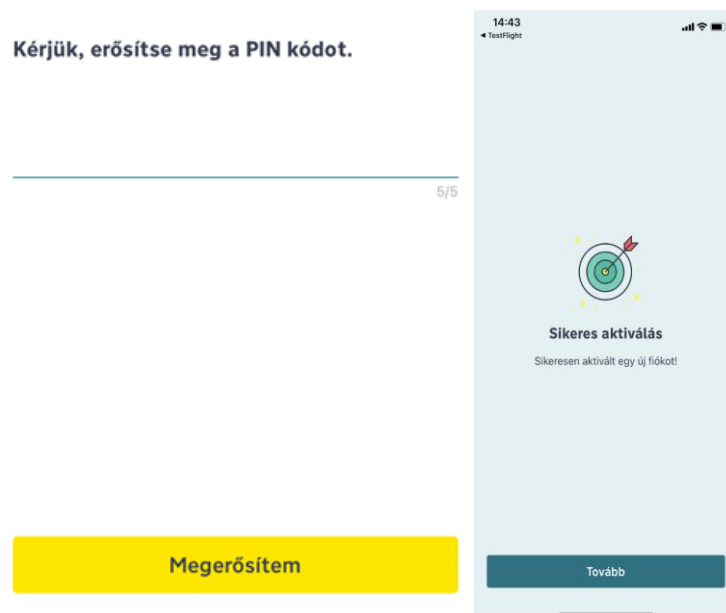 Kérjük, erősítse meg a PIN kódot.
5/5
Megerősítem
14:43
◀ TestFlight
Sikeres aktiválás
Sikeresen aktivált egy új fiókot!
Tovább